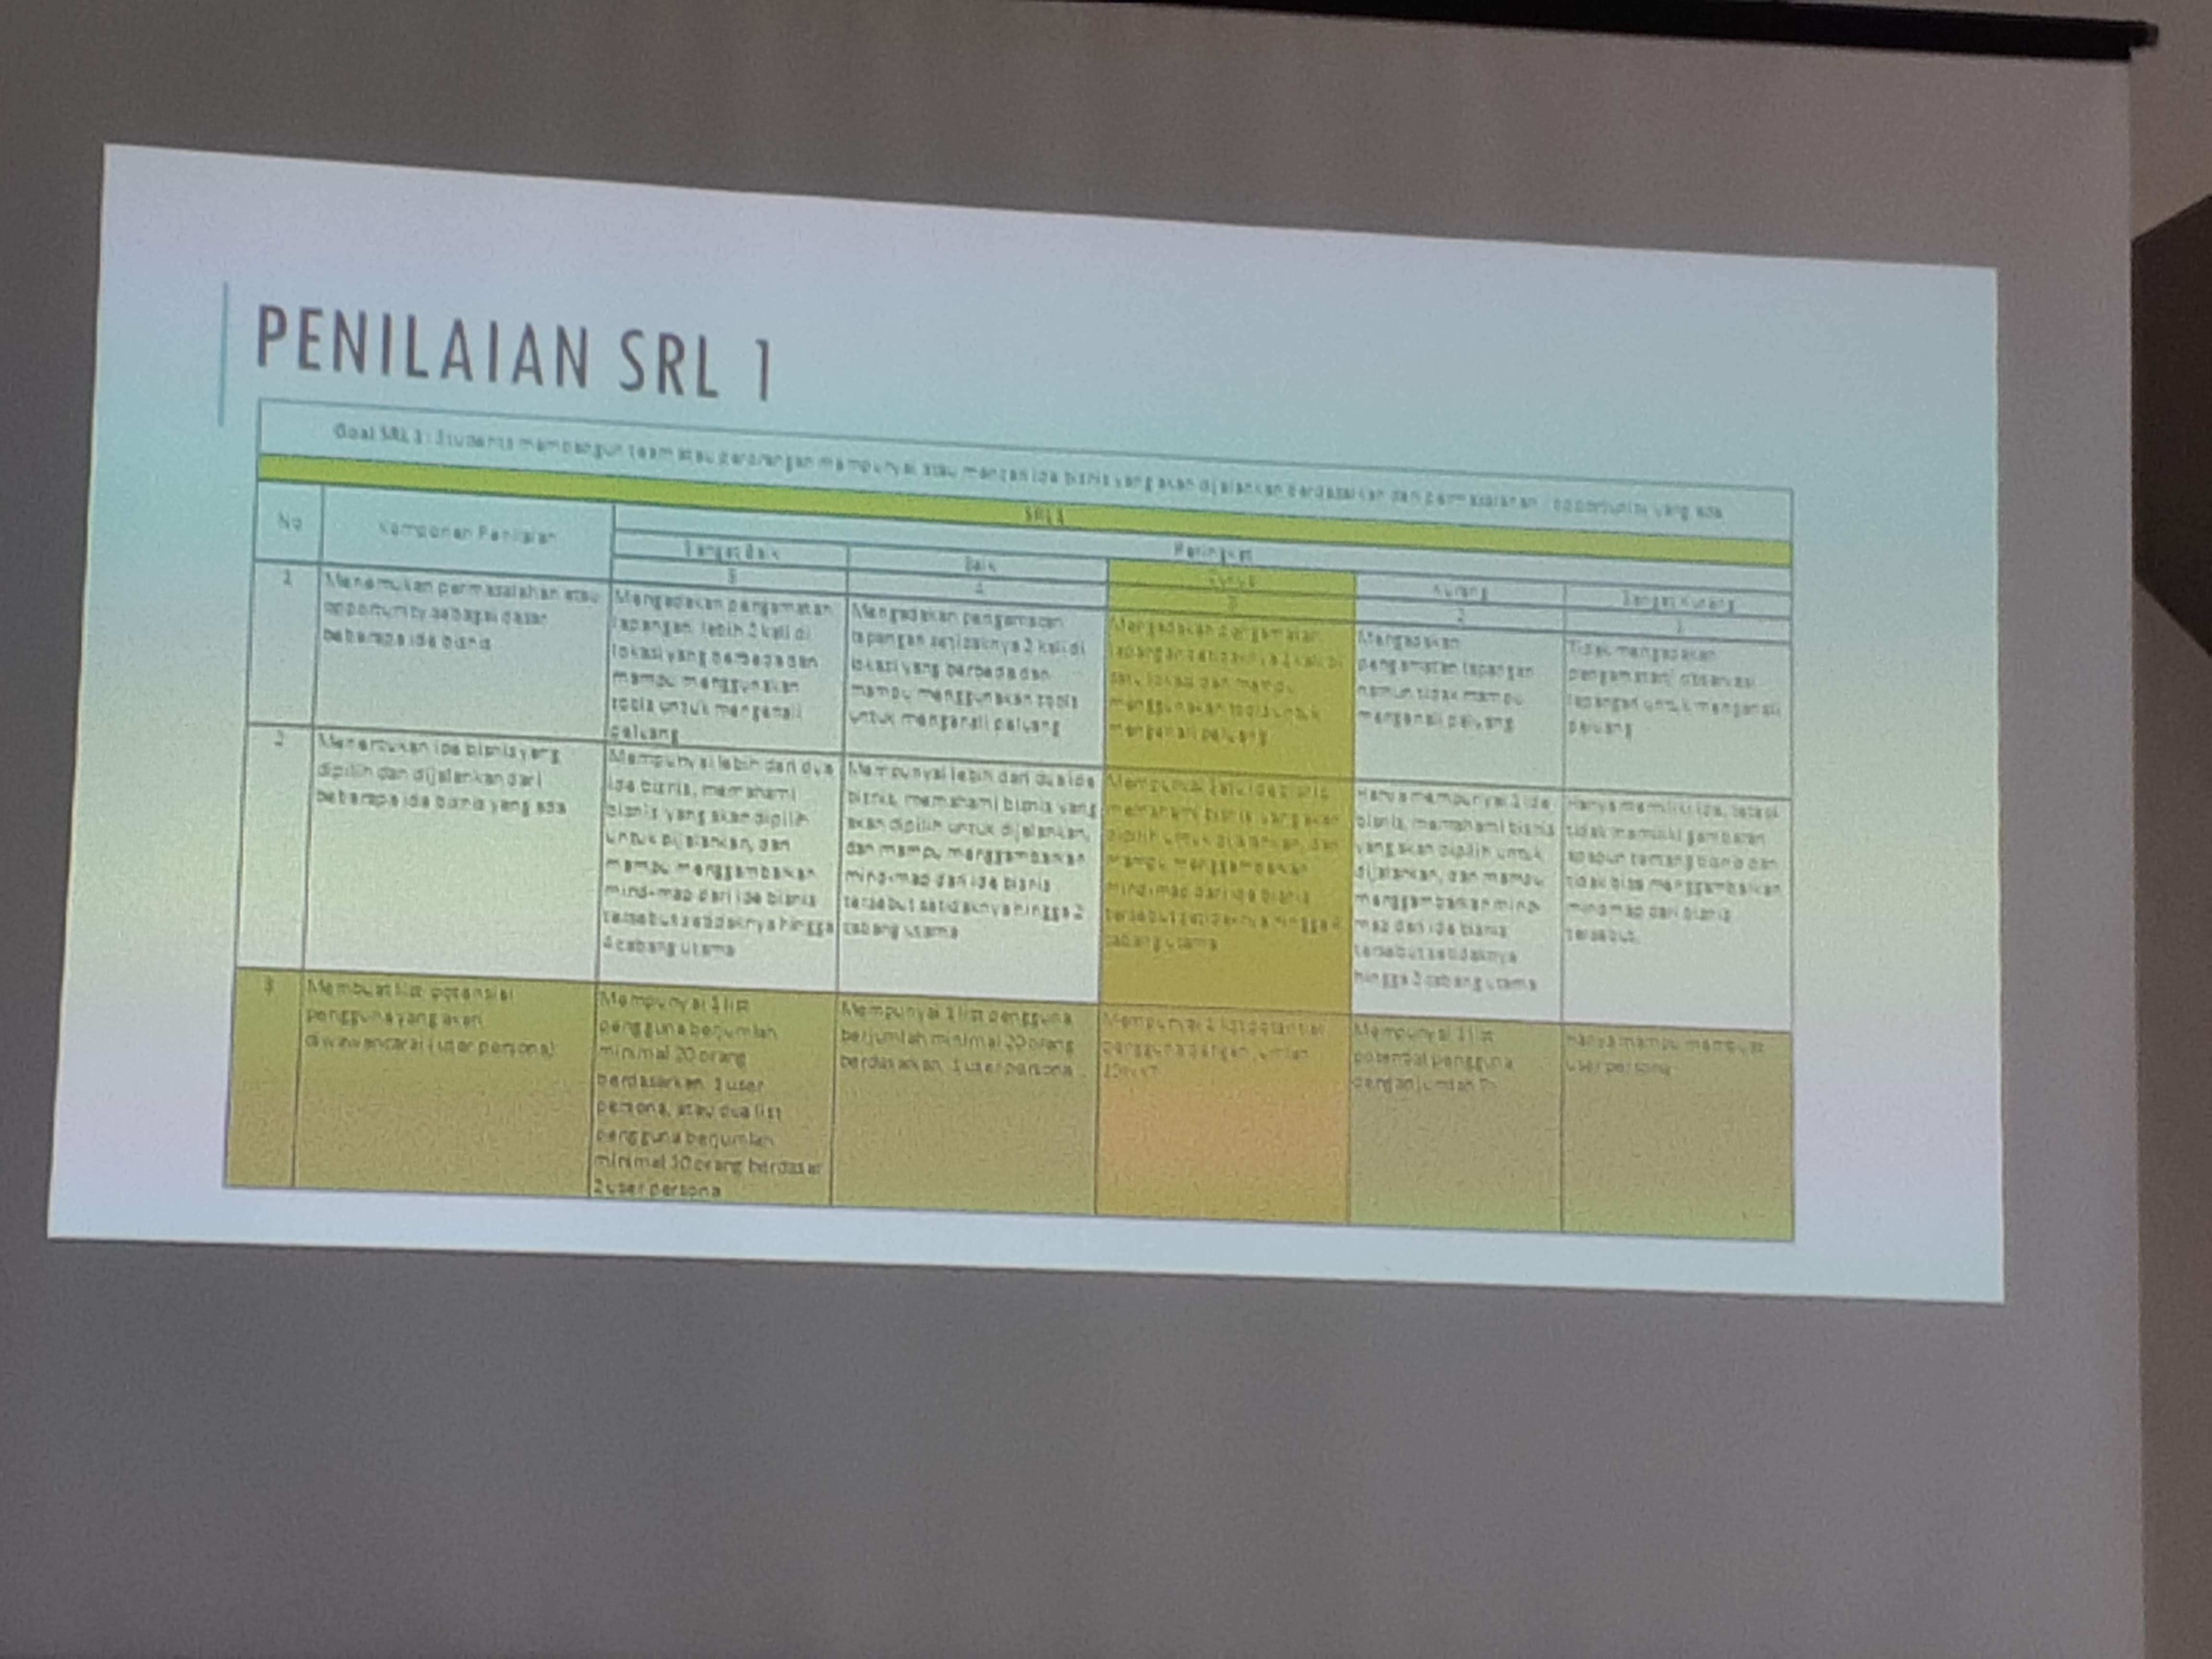 PENILAIAN SRL 1
Goal SRL 1: Students membangun team atau perorangan mempunyai atau mencari ide bisnis yang akan dijalankan berdasarkan dari permasalahan / opportunity yang ada
SRL 1
No
Komponen Penilaian
Peringkat
Sangat Baik
Baik
Cukup
Kurang
Sangat Kurang
5
4
3
2
1
1
Menemukan permasalahan atau
opportunity sebagai dasar
beberapa ide bisnis
Mengadakan pengamatan
lapangan lebih 2 kali di
lokasi yang berbeda dan
mampu menggunakan
tools untuk mengenali
peluang
Mengadakan pengamatan
lapangan setidaknya 2 kali di
lokasi yang berbeda dan
mampu menggunakan tools
untuk mengenali peluang
Mengadakan pengamatan
lapangan
satu lokasi dan mampu
menggunakan tools untuk
mengenali peluang
Mengadakan
pengamatan lapangan
namun tidak mampu
mengenali peluang
Tidak mengadakan
pengamatan/ observasi
lapangan untuk mengenali
peluang
2
Menentukan ide bisnis yang
dipilih dan dijalankan dari
beberapa ide bisnis yang ada
Mempunyai lebih dari dua
ide bisnis, memahami
bisnis yang akan dipilih
untuk dijalankan, dan
mampu menggambarkan
mind-map dari ide bisnis
tersebut setidaknya hingga
4 cabang utama
Mempunyai lebih dari dua ide
bisnis, memahami bisnis yang
akan dipilih untuk dijalankan,
dan mampu menggambarkan
mind-map dari ide bisnis
tersebut setidaknya hingga 2
cabang utama
Mempunyai ide bisnis
memahami bisnis yang akan
dipilih untuk dijalankan, dan
mampu menggambarkan
mind-map dari ide bisnis
tersebut setidaknya hingga
cabang utama
mempunyai ide
bisnis, memahami bisnis
yang akan dipilih untuk
dijalankan, dan mampu
menggambarkan mind-
map dari ide bisnis
tersebut setidaknya
hingga 2 cabang utama
Hanya memiliki ide, tetapi
tidak memiliki gambaran
apapun tentang bisnis dan
tidak bisa menggambarkan
mind map dari bisnis
tersebut.
3
Membuat list potensial
pengguna yang akan
diwawancarai (user persona)
Mempunyai 1 list
pengguna berjumlah
minimal 20 orang
berdasarkan 1 user
persona, atau dua list
pengguna berjumlah
minimal 10 orang berdasar
2 user persona
Mempunyai 1 list pengguna
berjumlah minimal 20 orang
berdasarkan 1 user persona
Mempunyai 1 list potensial
pengguna dengan jumlah
Mempunyai 1 list
potensial pengguna
dengan jumlah
Hanya mampu membuat
user persona